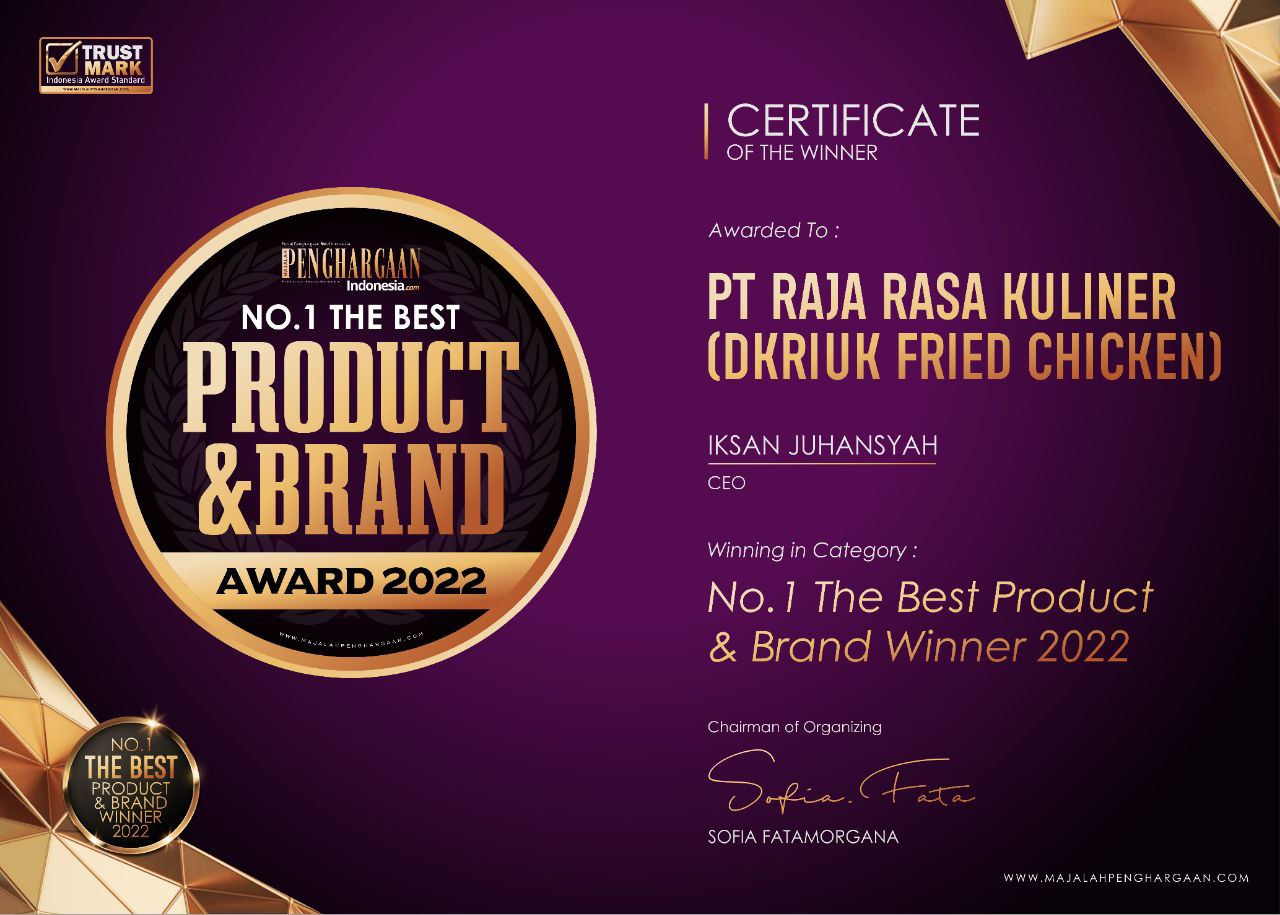 TRUST
MARK
Indonesia Award Standard
CERTIFICATE
OF THE WINNER
Awarded To :
PT RAJA RASA KULINER
(DKRIUK FRIED CHICKEN)
IKSAN JUHANSYAH
CEO
Winning in Category :
No.1 The Best Product
& Brand Winner 2022
Chairman of Organizing
Sofia. Fata
SOFIA FATAMORGANA
WWW.MAJALAHPENGHARGAAN.COM
MAJALAH PENGHARGAAN
Indonesia.com
NO.1 THE BEST
PRODUCT
&BRAND
AWARD 2022
WWW.MAJALAHPENGHARGAAN.COM
NO.1
THE BEST
PRODUCT
& BRAND
WINNER
2022